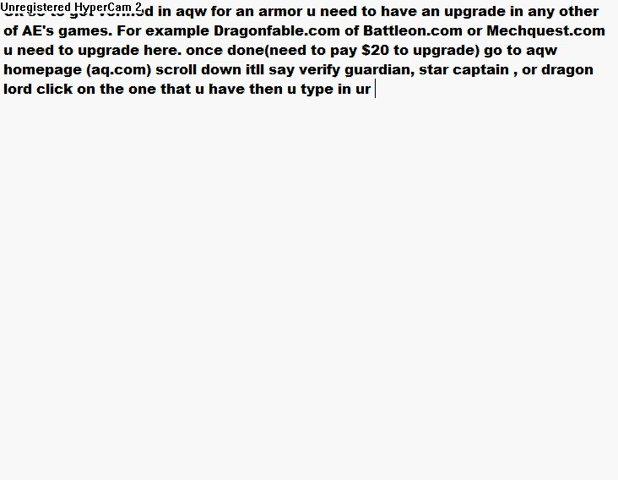 Unregistered HyperCam 2
in aqw for an armor u need to have an upgrade in any other
of AE's games. For example Dragonfable.com of Battleon.com or Mechquest.com
u need to upgrade here. once done(need to pay $20 to upgrade) go to aqw
homepage (aq.com) scroll down itll say verify guardian, star captain , or dragon
lord click on the one that u have then u type in ur